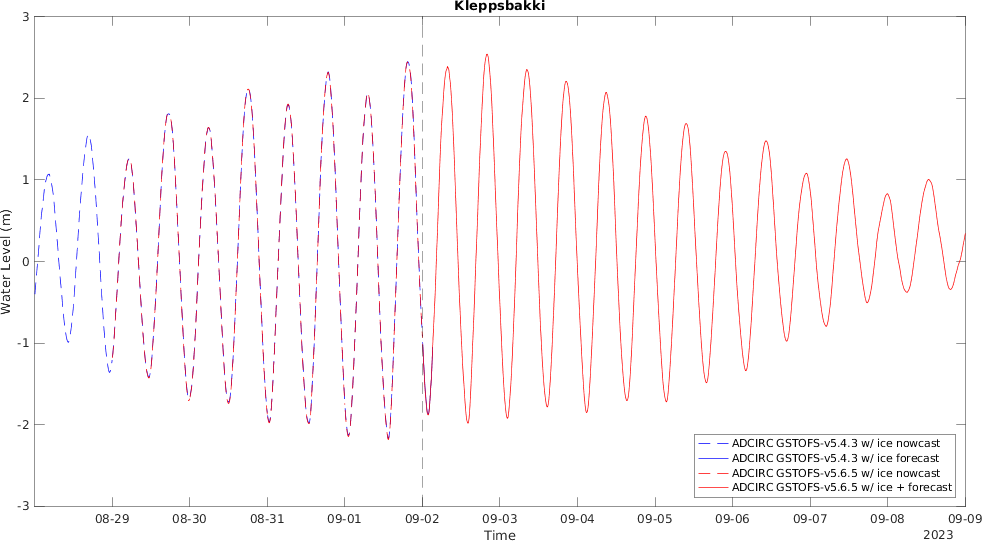 Kleppsbakki
3
2
1
0
-1
-2
-3
Water Level (m)
ADCIRC GSTOFS-v5.4.3 w/ ice nowcast
ADCIRC GSTOFS-v5.4.3 w/ ice forecast
ADCIRC GSTOFS-v5.6.5 w/ ice nowcast
ADCIRC GSTOFS-v5.6.5 w/ ice + forecast
08-29 08-30 08-31 09-01 09-02 09-03 09-04 09-05 09-06 09-07 09-08 09-09
Time
2023